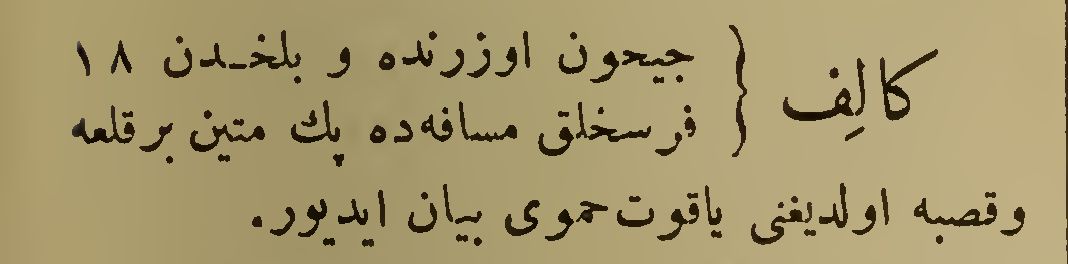 كالِف { جيحون اوزرنده و بلخـدن ١٨
فرسخلق مسافه‌ده پك متين برقلعه
وقصبه اولديغنى ياقوت حموى بيان ايديور.